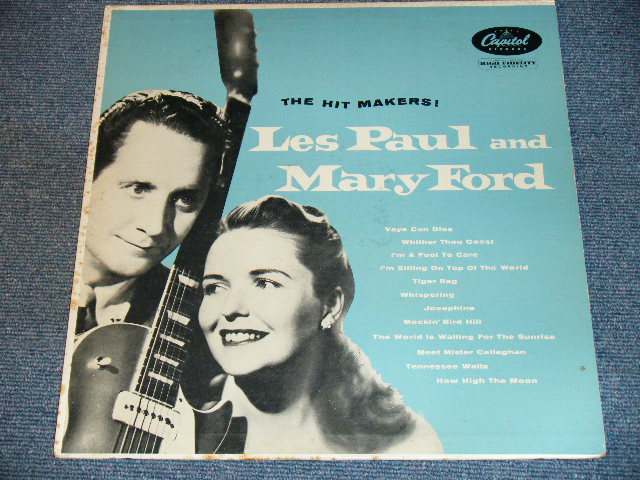 Capitol
RECORDS
HIGH FIDELITY
RECORDING
THE HIT MAKERS!
Les Paul and
Mary Ford
Vaya Con Dios
Whither Thou Goest
I'm A Fool To Care
I'm Sitting On Top Of The World
Tiger Rag
Whispering
Josephine
Mockin' Bird Hill
The World Is Waiting For The Sunrise
Meet Mister Callaghan
Tennessee Waltz
How High The Moon